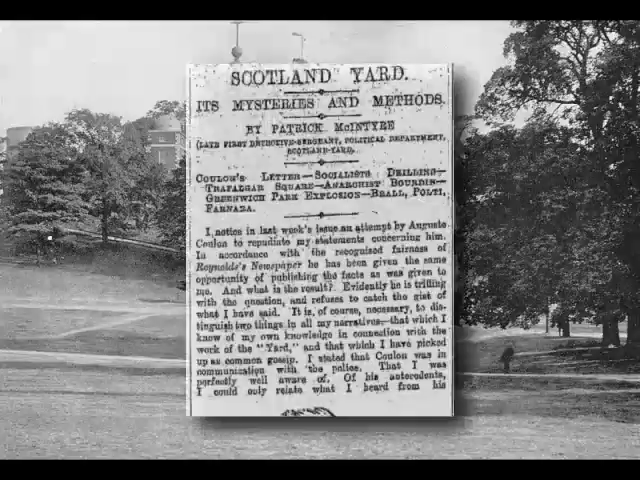 SCOTLAND YARD.
ITS MYSTERIES AND METHODS.
BY PATRICK McINTYRE
(LATE FIRST DETECTIVE-SERGEANT, POLITICAL DEPARTMENT,
SCOTLAND-YARD).
COULON'S LETTER—SOCIALISTS DRILLING—
TRAFALGAR SQUARE—ANARCHIST BOURDIN—
GREENWICH PARK EXPLOSION—BEALL, POLTI,
FARNARA.
I notice in last week's issue an attempt by Auguste
Coulon to repudiate my statements concerning him.
In accordance with the recognised fairness of
Reynolds's Newspaper he has been given the same
opportunity of publishing the facts as was given to
me. And what is the result? Evidently he is trifling
with the question, and refuses to catch the gist of
what I have said. It is, of course, necessary, to dis-
tinguish two things in all my narratives—that which I
know of my own knowledge in connection with the
work of the "Yard," and that which I have picked
up as common gossip. I stated that Coulon was in
communication with the police. That I was
perfectly well aware of. Of his antecedents,
I could only relate what I heard from his